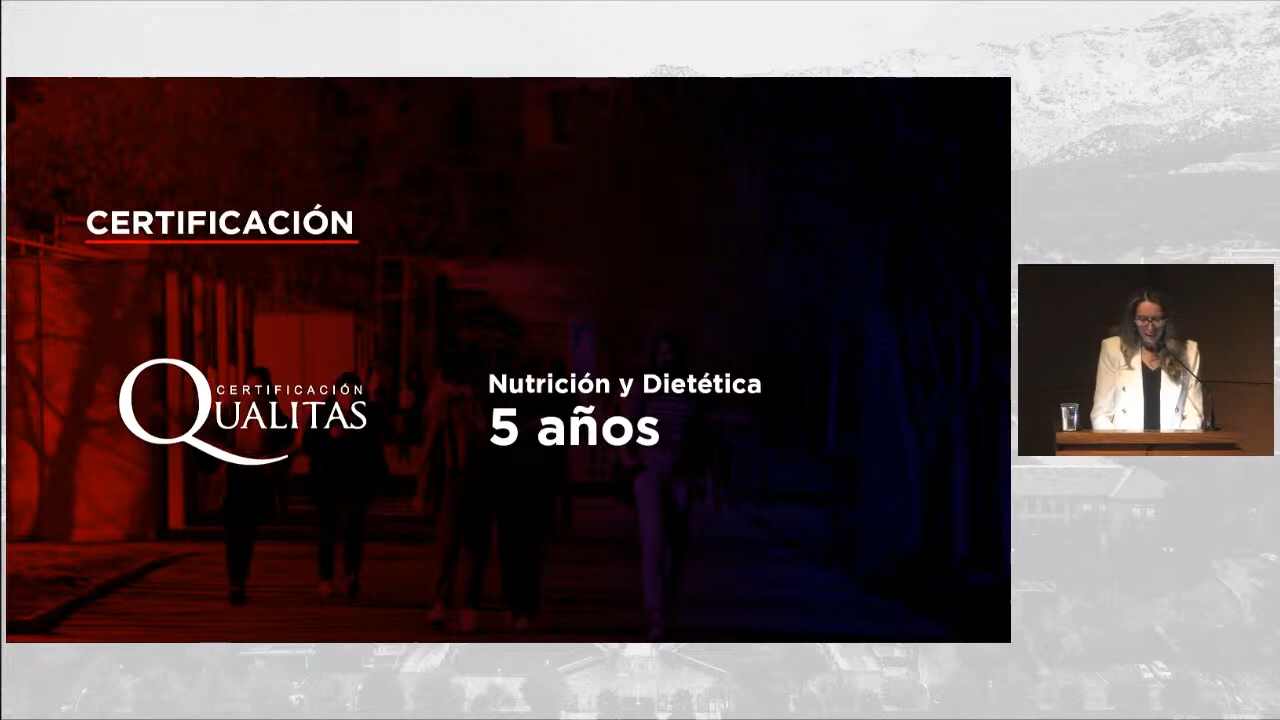 CERTIFICACIÓN
CERTIFICACIÓN
QUALITAS
Nutrición y Dietética
5 años